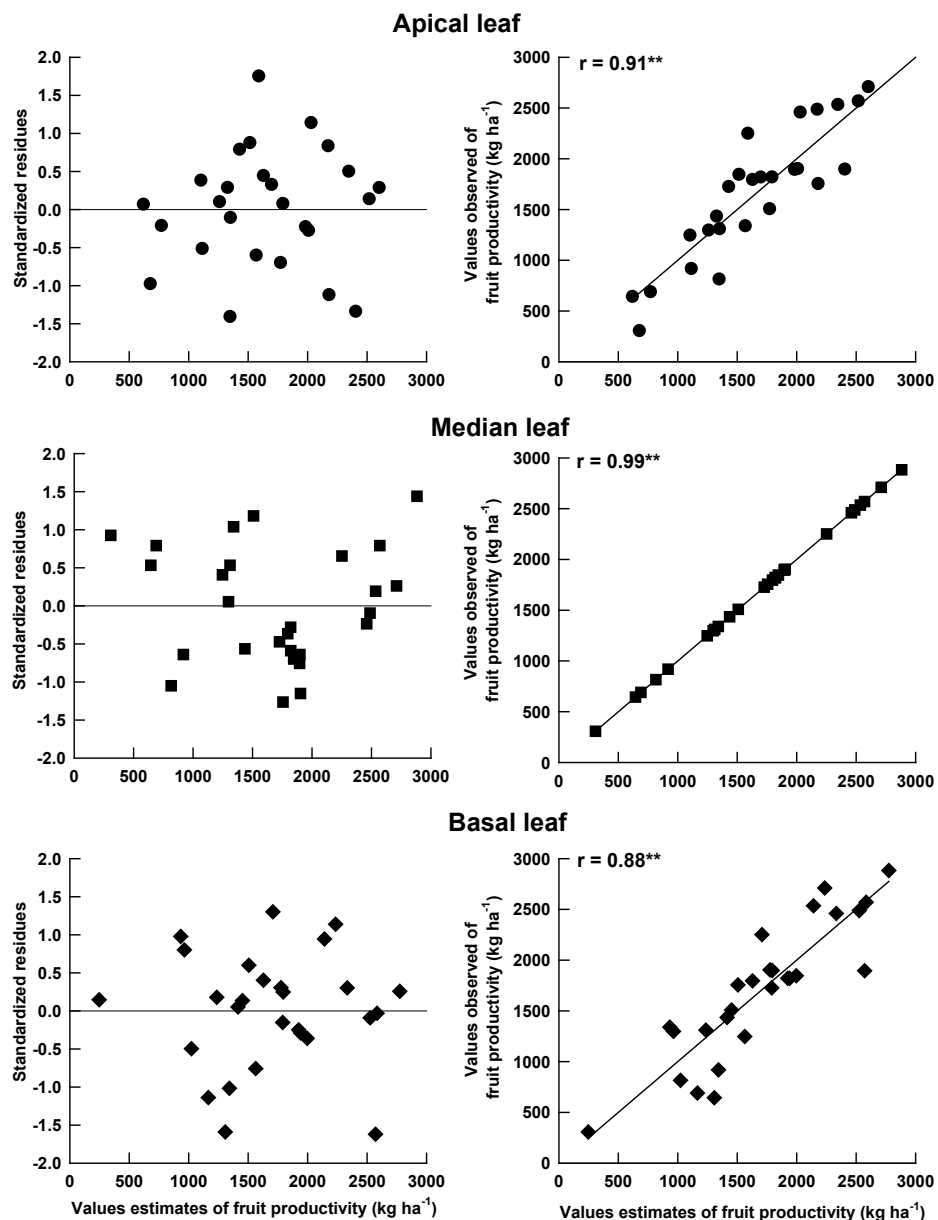 Apical leaf
Standardized residues
2.0
1.5
1.0
0.5
0.0
-0.5
-1.0
-1.5
-2.0
0 500 1000 1500 2000 2500 3000
Values observed of
fruit productivity (kg ha⁻¹)
r = 0.91**
3000
2500
2000
1500
1000
500
0
0 500 1000 1500 2000 2500 3000
Median leaf
Standardized residues
2.0
1.5
1.0
0.5
0.0
-0.5
-1.0
-1.5
-2.0
0 500 1000 1500 2000 2500 3000
Values observed of
fruit productivity (kg ha⁻¹)
r = 0.99**
3000
2500
2000
1500
1000
500
0
0 500 1000 1500 2000 2500 3000
Basal leaf
Standardized residues
2.0
1.5
1.0
0.5
0.0
-0.5
-1.0
-1.5
-2.0
0 500 1000 1500 2000 2500 3000
Values estimates of fruit productivity (kg ha⁻¹)
Values observed of
fruit productivity (kg ha⁻¹)
r = 0.88**
3000
2500
2000
1500
1000
500
0
0 500 1000 1500 2000 2500 3000
Values estimates of fruit productivity (kg ha⁻¹)